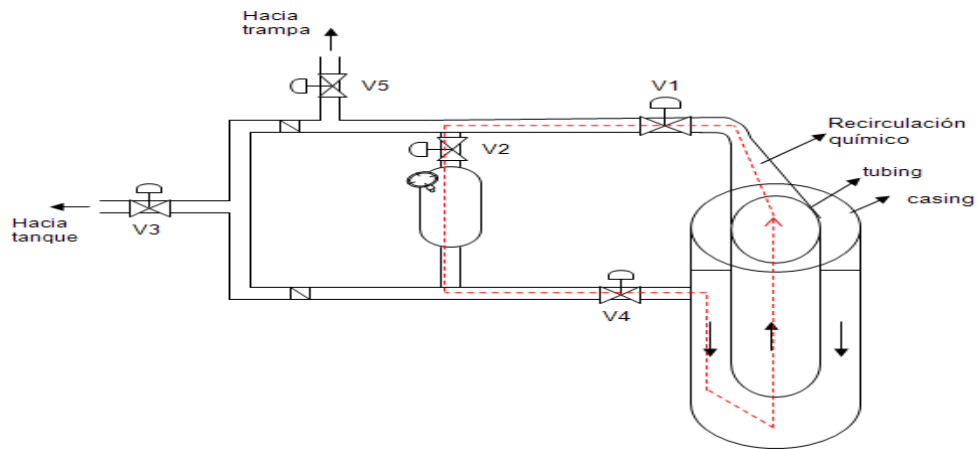 Hacia
trampa
V5
V1
Recirculación
químico
V2
tubing
casing
Hacia
tanque
V3
V4